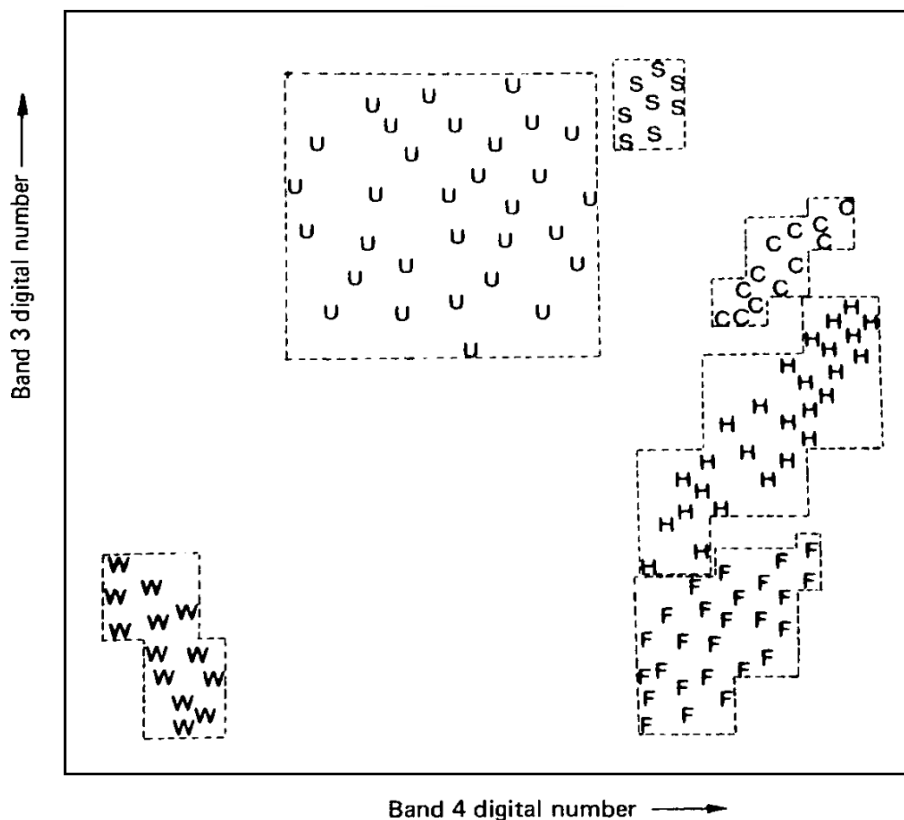 Band 3 digital number
S
U S S
U U S S
U U U U S S
U U U S
U U
U U U U
U C
U U U U U C C
C C
U U C
U U C
C C
U U U U C C C H
H H
H H
U H H
H H
H H
H H
H H
H
H H H
H H
H
H H
H
H F
W H F F
W F F F
W F F
W F F
W F
W F
F F F
W W F
W W F F F F
F
W F F
W F
W F
Band 4 digital number